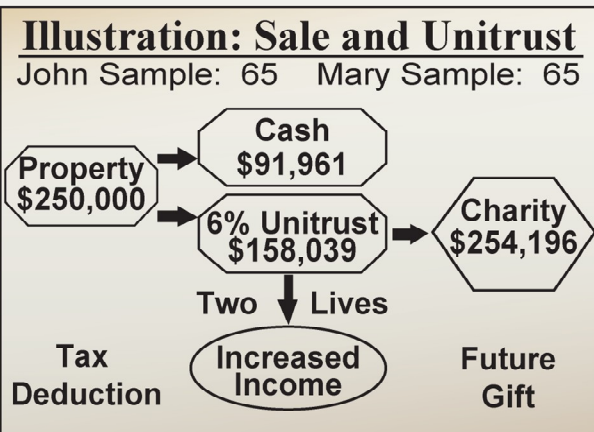 Illustration: Sale and Unitrust
John Sample: 65 Mary Sample: 65
Cash
$91,961
Property
$250,000
6% Unitrust
$158,039
Charity
$254,196
Two Lives
Increased
Income
Tax
Deduction
Future
Gift